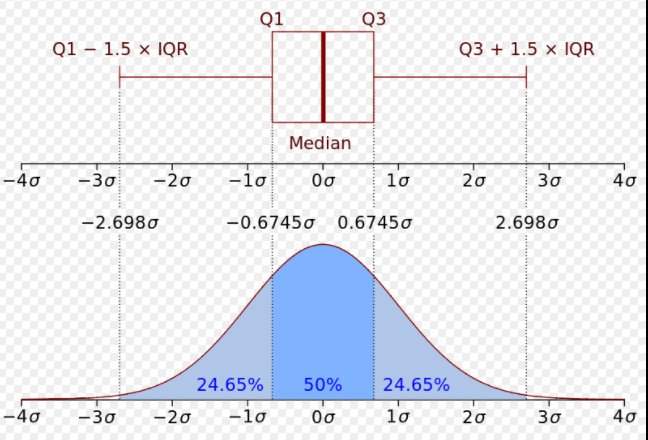 Q1 Q3
Q1 − 1.5 × IQR Q3 + 1.5 × IQR
Median
−4σ −3σ −2σ −1σ 0σ 1σ 2σ 3σ 4σ
−2.698σ −0.6745σ 0.6745σ 2.698σ
24.65% 50% 24.65%
−4σ −3σ −2σ −1σ 0σ 1σ 2σ 3σ 4σ